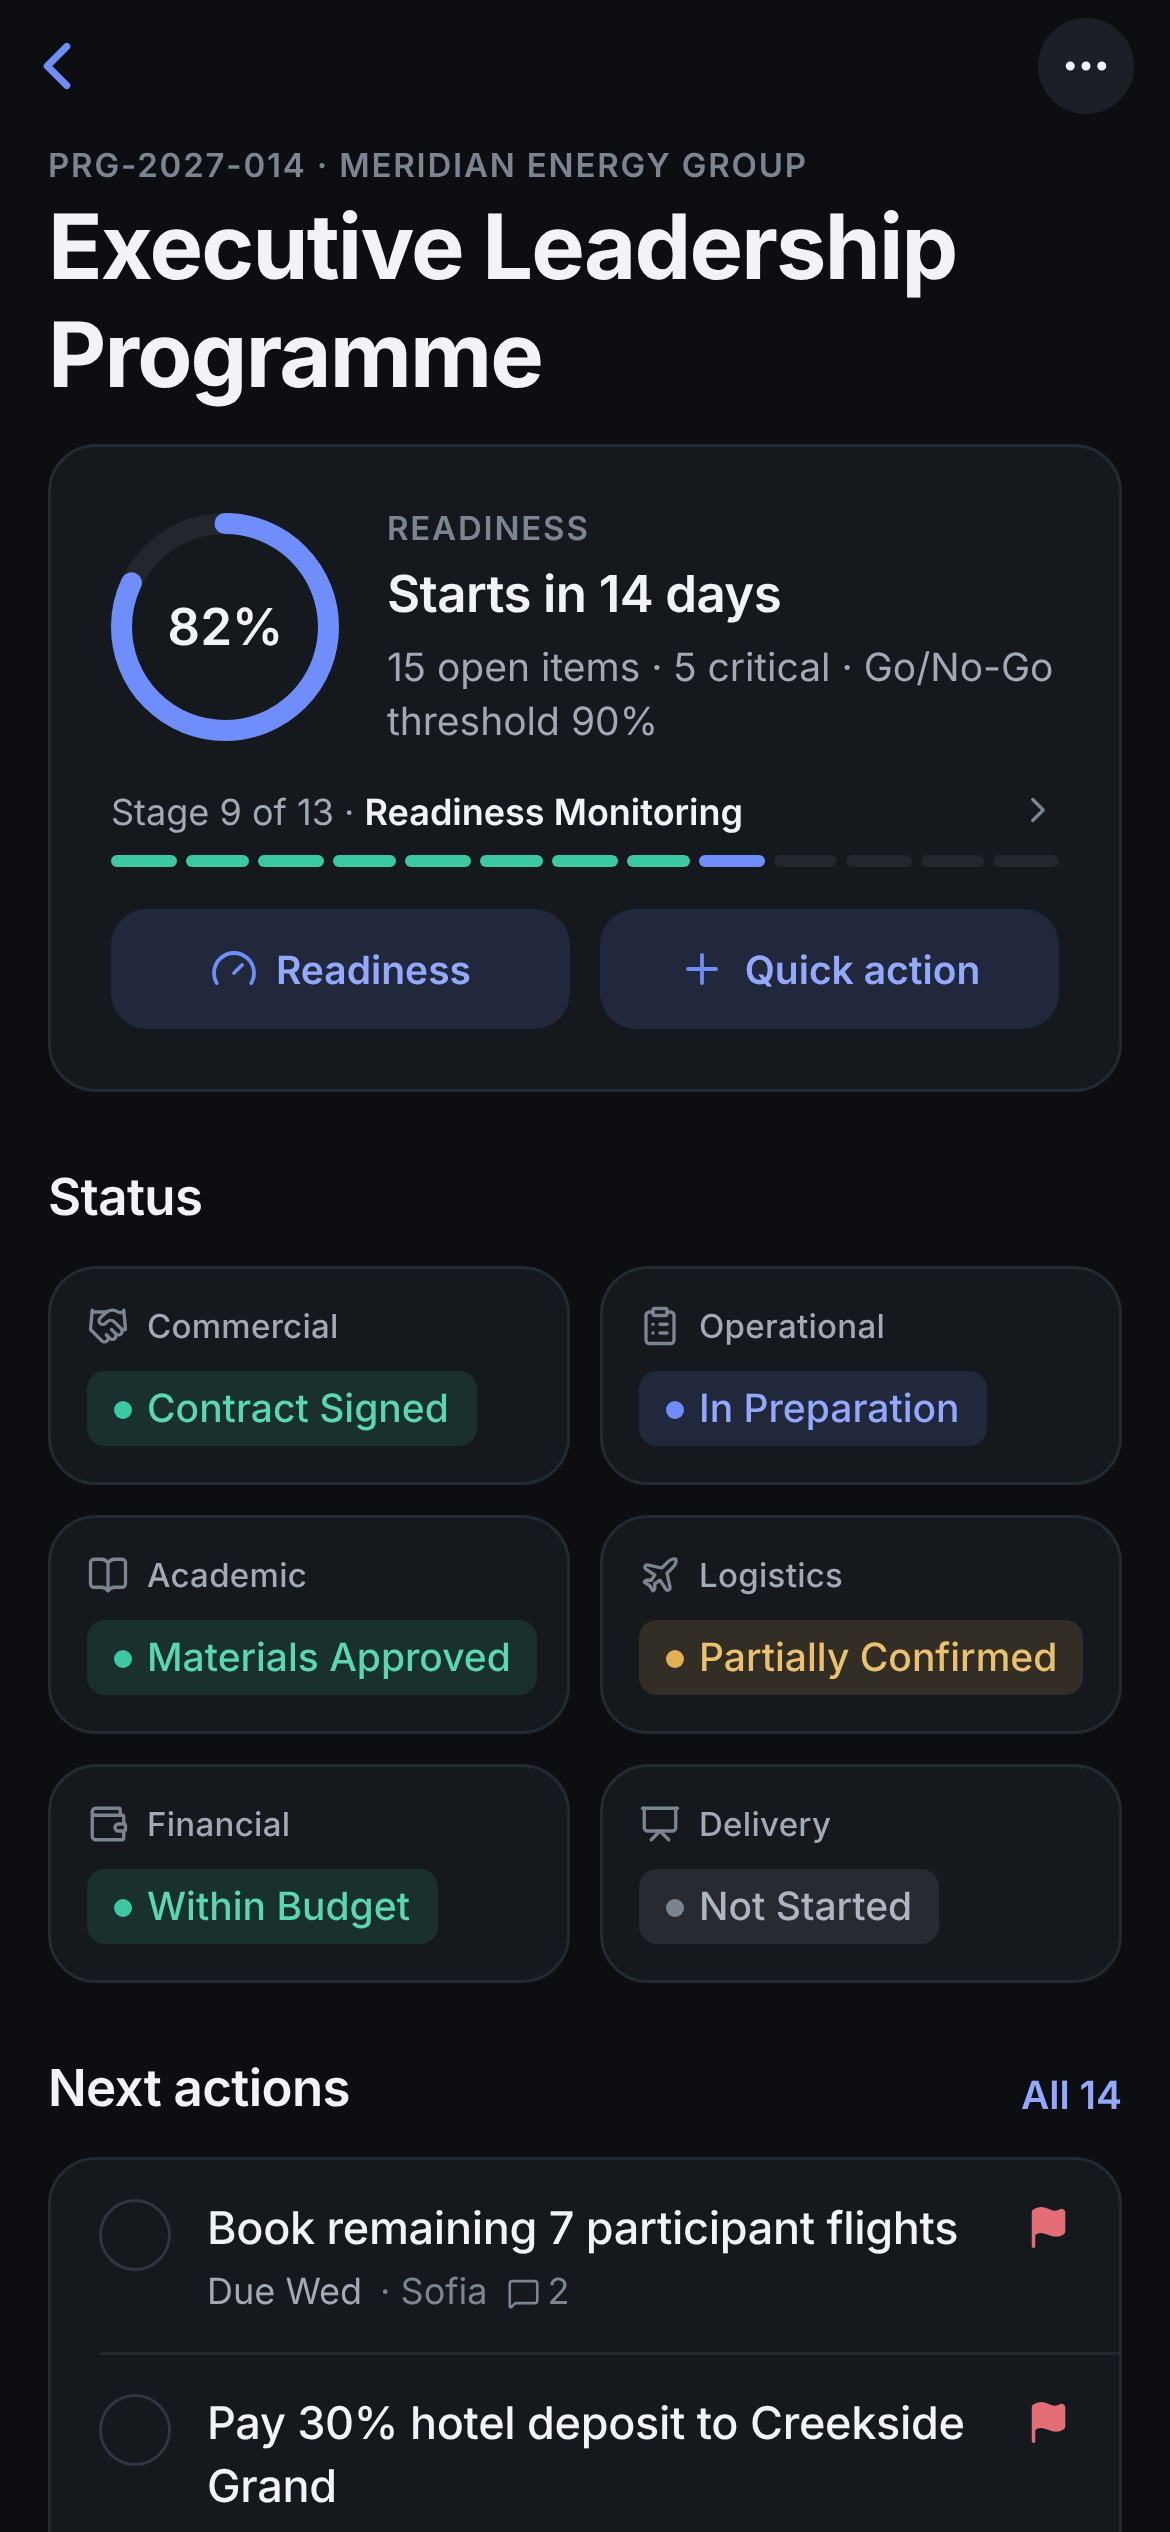 PRG-2027-014 · MERIDIAN ENERGY GROUP
Executive Leadership
Programme
82%
READINESS
Starts in 14 days
15 open items · 5 critical · Go/No-Go
threshold 90%
Stage 9 of 13 · Readiness Monitoring
Readiness
Quick action
Status
Commercial
Contract Signed
Operational
In Preparation
Academic
Materials Approved
Logistics
Partially Confirmed
Financial
Within Budget
Delivery
Not Started
Next actions
All 14
Book remaining 7 participant flights
Due Wed · Sofia 2
Pay 30% hotel deposit to Creekside
Grand